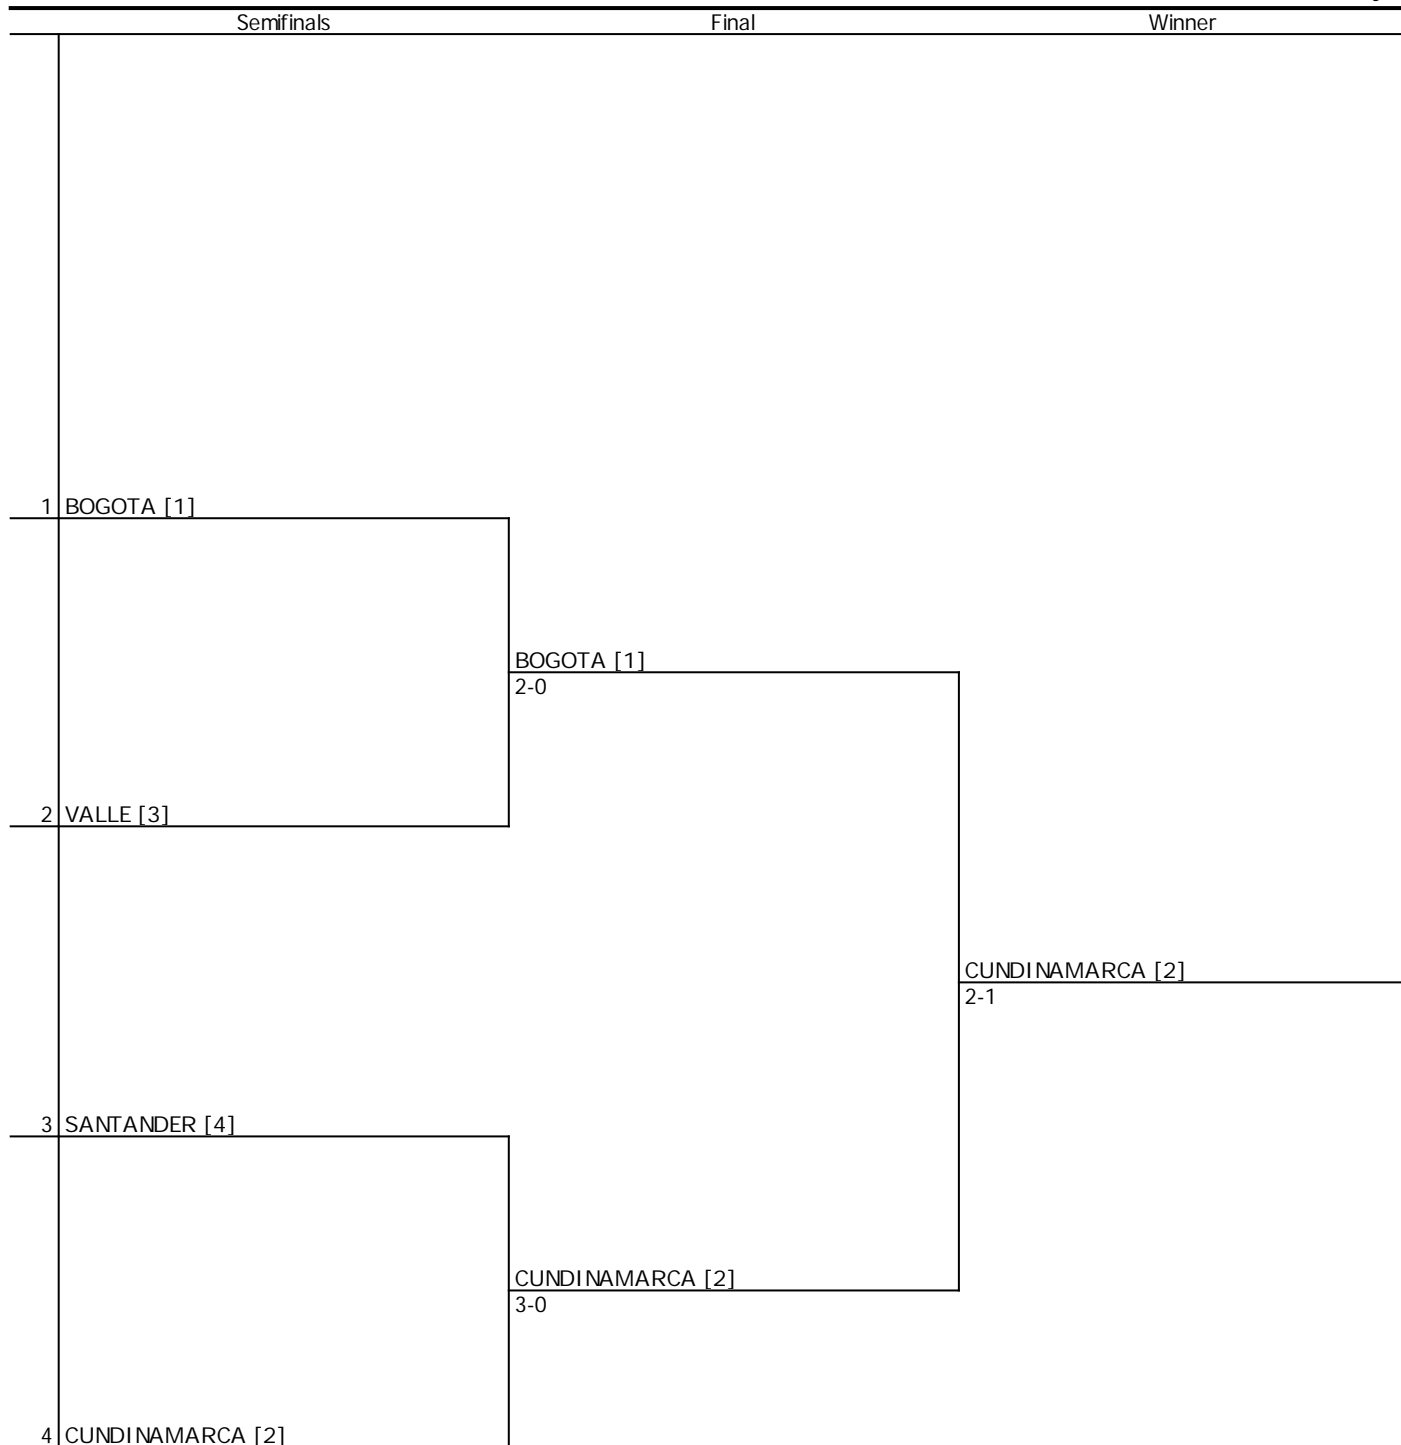 Semifinals Final Winner
1 BOGOTA [1]
BOGOTA [1]
2-0
2 VALLE [3]
CUNDINAMARCA [2]
2-1
3 SANTANDER [4]
CUNDINAMARCA [2]
3-0
4 CUNDINAMARCA [2]